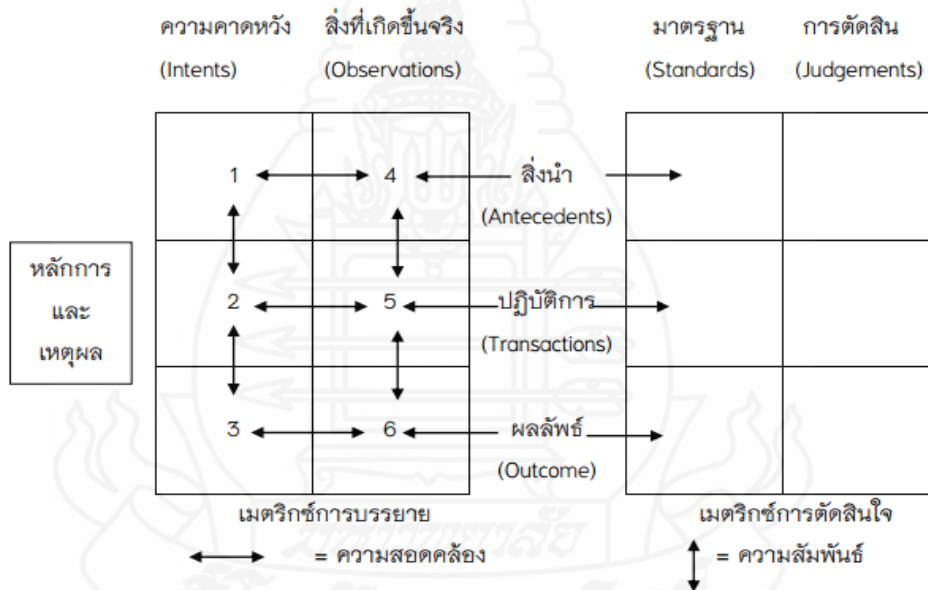 ความคาดหวัง สิ่งที่เกิดขึ้นจริง มาตรฐาน การตัดสิน
(Intents) (Observations) (Standards) (Judgements)
1 4 สิ่งนำ
(Antecedents)
หลักการ
และ
เหตุผล
2 5 ปฏิบัติการ
(Transactions)
3 6 ผลลัพธ์
(Outcome)
เมตริกซ์การบรรยาย เมตริกซ์การตัดสินใจ
= ความสอดคล้อง = ความสัมพันธ์